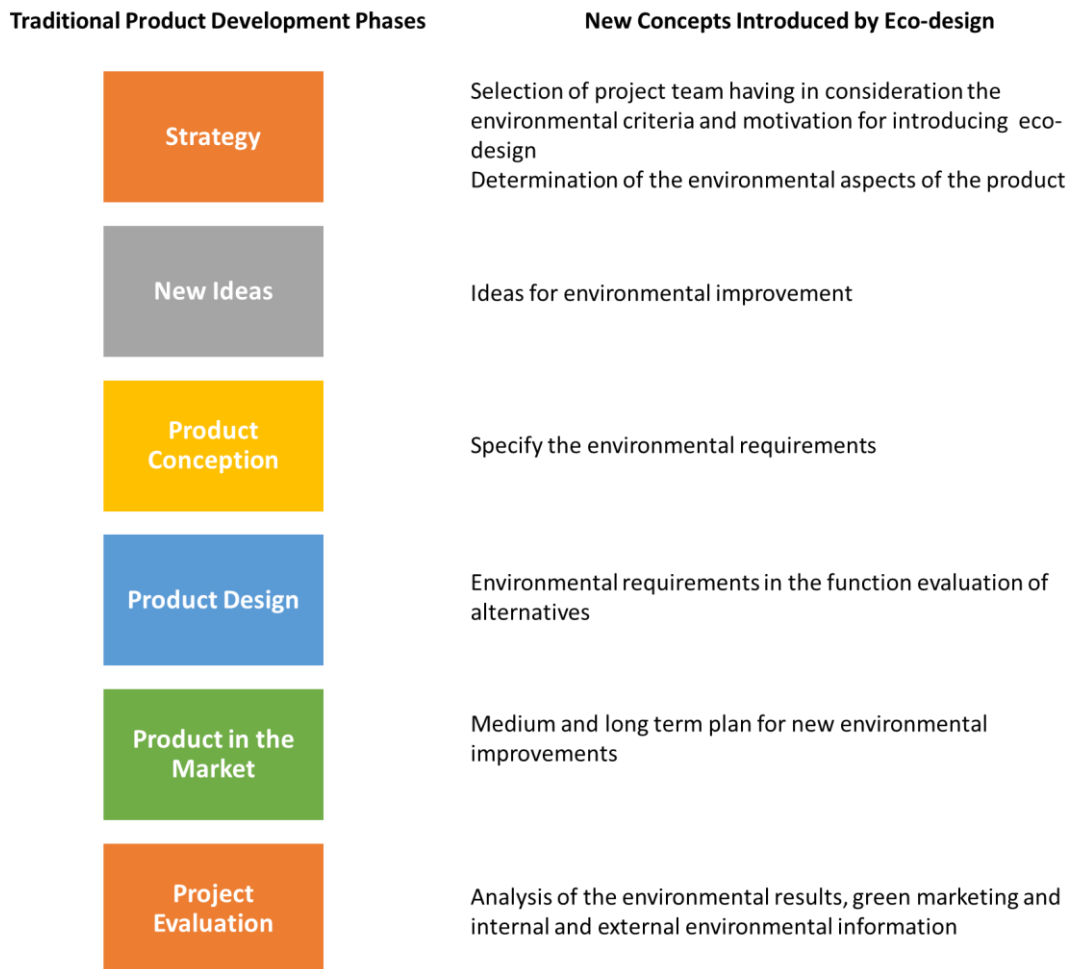 Traditional Product Development Phases
New Concepts Introduced by Eco-design
Strategy
Selection of project team having in consideration the
environmental criteria and motivation for introducing eco-
design
Determination of the environmental aspects of the product
New Ideas
Ideas for environmental improvement
Product
Conception
Specify the environmental requirements
Product Design
Environmental requirements in the function evaluation of
alternatives
Product in the
Market
Medium and long term plan for new environmental
improvements
Project
Evaluation
Analysis of the environmental results, green marketing and
internal and external environmental information